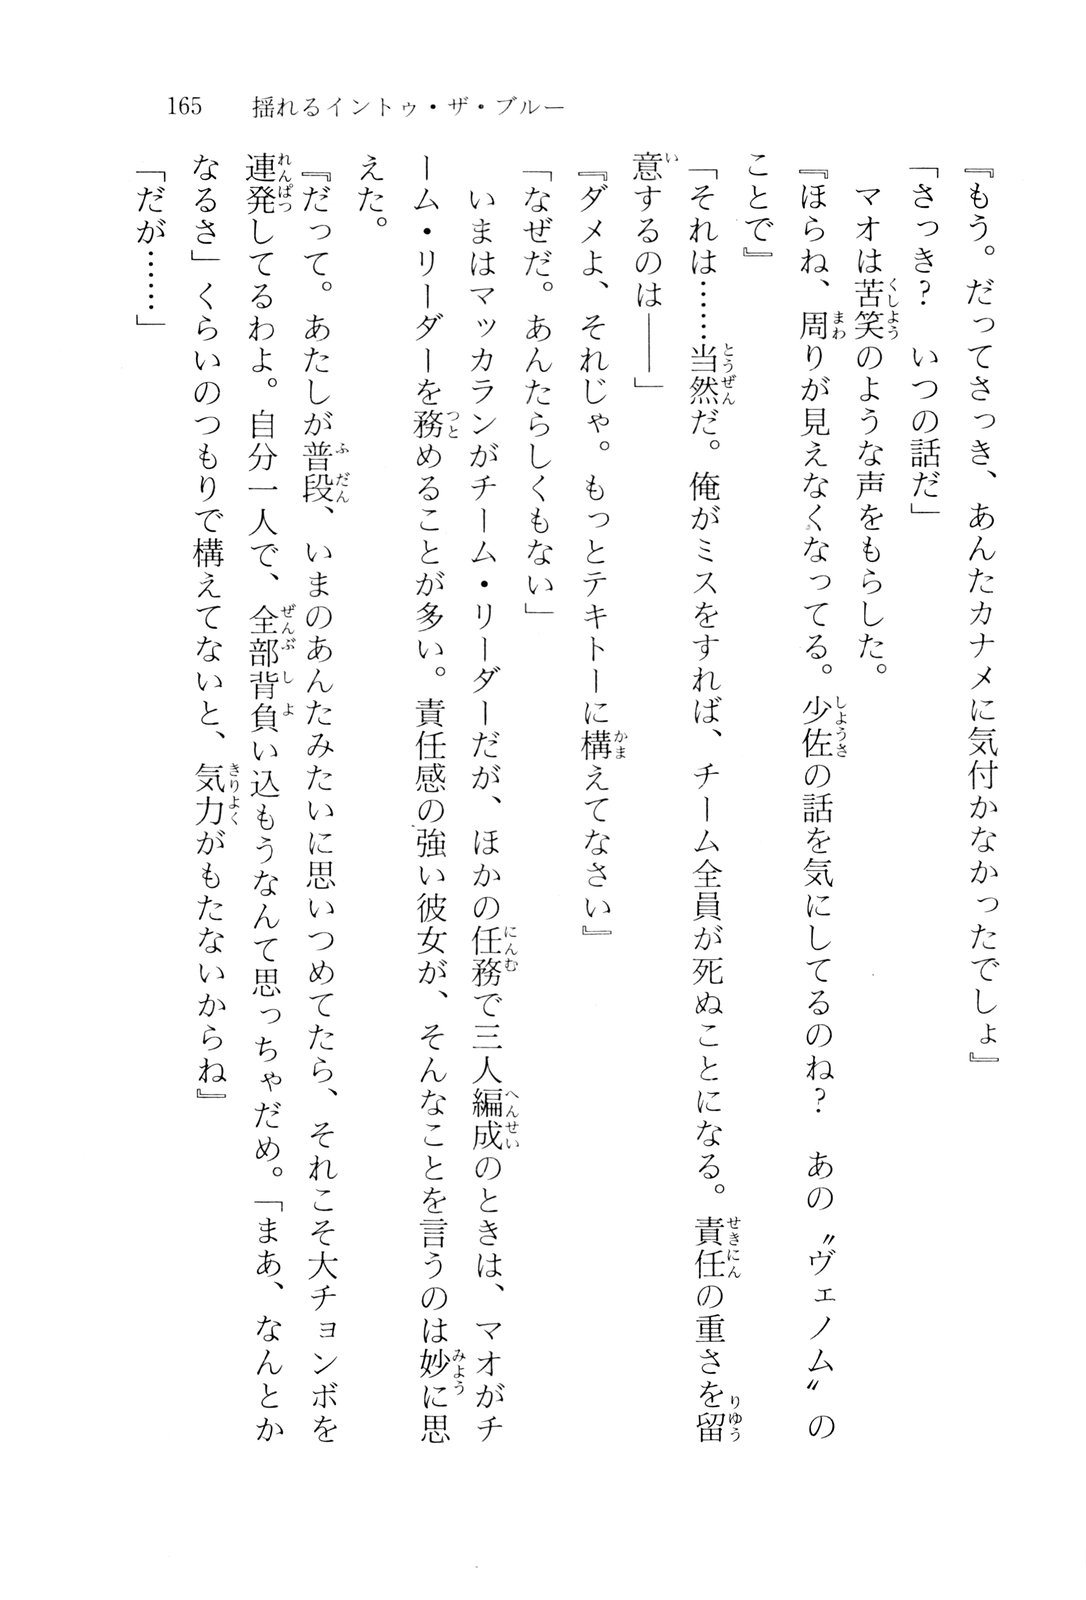 165　揺れるイントゥ・ザ・ブルー
『もう。だってさっき、あんたカナメに気付かなかったでしょ』
「さっき？　いつの話だ」
　マオは苦笑のような声をもらした。
『ほらね、周りが見えなくなってる。少佐の話を気にしてるのね？　あの〝ヴェノム〟の
ことで』
「それは……当然だ。俺がミスをすれば、チーム全員が死ぬことになる。責任の重さを留
意するのは――」
『ダメよ、それじゃ。もっとテキトーに構えてなさい』
「なぜだ。あんたらしくもない」
　いまはマッカランがチーム・リーダーだが、ほかの任務で三人編成のときは、マオがチ
ーム・リーダーを務めることが多い。責任感の強い彼女が、そんなことを言うのは妙に思
えた。
『だって。あたしが普段、いまのあんたみたいに思いつめてたら、それこそ大チョンボを
連発してるわよ。自分一人で、全部背負い込もうなんて思っちゃだめ。「まあ、なんとか
なるさ」くらいのつもりで構えてないと、気力がもたないからね』
「だが……」